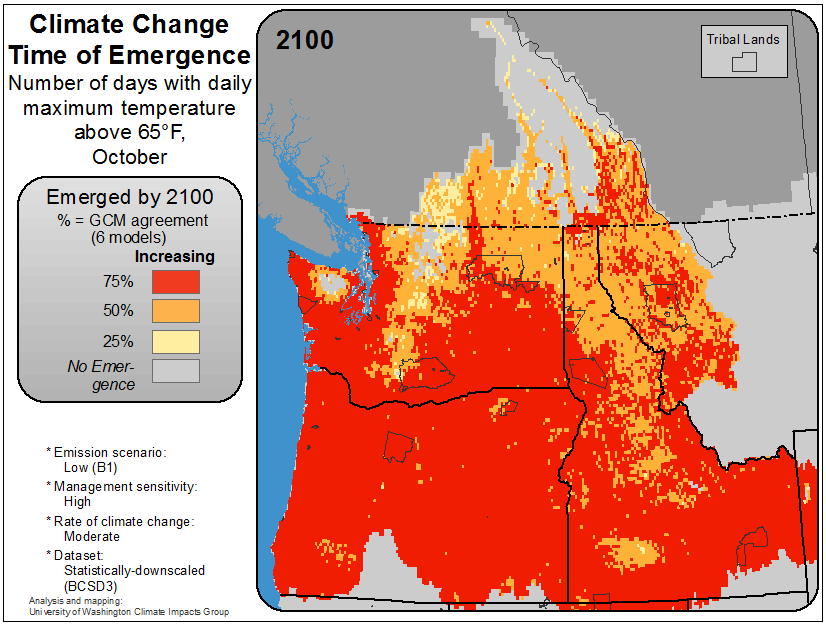 Climate Change
Time of Emergence
Number of days with daily
maximum temperature
above 65°F,
October
2100
Tribal Lands
Emerged by 2100
% = GCM agreement
(6 models)
Increasing
75%
50%
25%
No Emer-
gence
* Emission scenario:
Low (B1)
* Management sensitivity:
High
* Rate of climate change:
Moderate
* Dataset:
Statistically-downscaled
(BCSD3)
Analysis and mapping:
University of Washington Climate Impacts Group